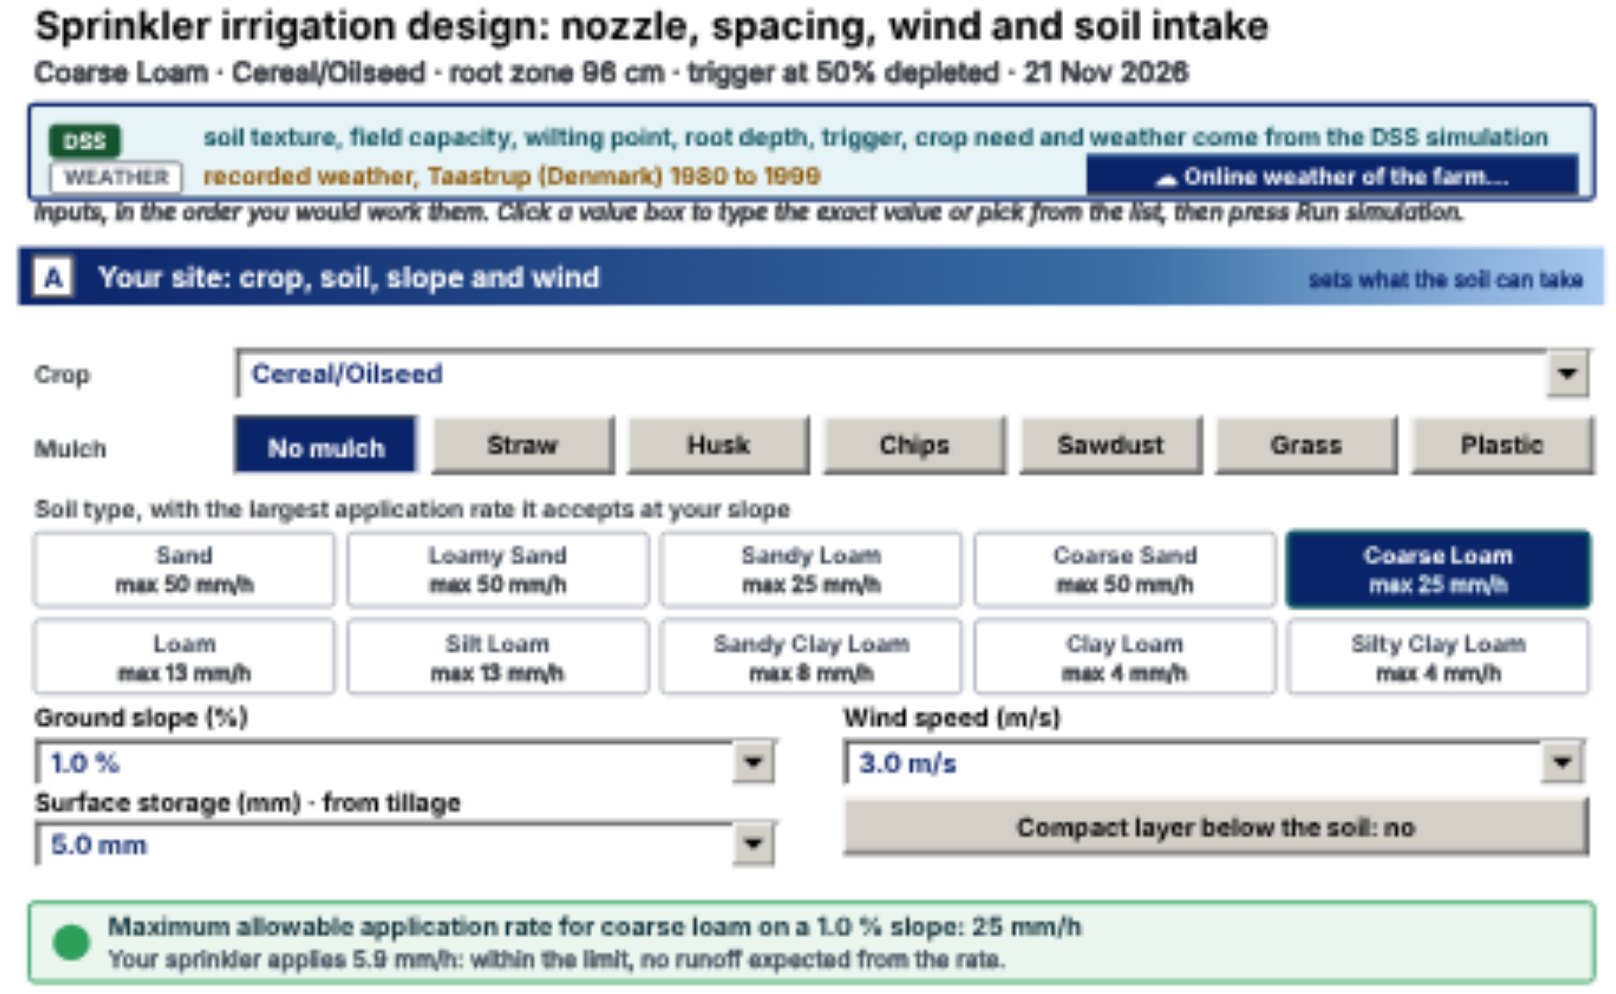 Sprinkler irrigation design: nozzle, spacing, wind and soil intake
Coarse Loam · Cereal/Oilseed · root zone 96 cm · trigger at 50% depleted · 21 Nov 2026
DSS soil texture, field capacity, wilting point, root depth, trigger, crop need and weather come from the DSS simulation
WEATHER recorded weather, Taastrup (Denmark) 1980 to 1999 ☁ Online weather of the farm...
Inputs, in the order you would work them. Click a value box to type the exact value or pick from the list, then press Run simulation.
A Your site: crop, soil, slope and wind sets what the soil can take
Crop Cereal/Oilseed
Mulch No mulch Straw Husk Chips Sawdust Grass Plastic
Soil type, with the largest application rate it accepts at your slope
Sand Loamy Sand Sandy Loam Coarse Sand Coarse Loam
max 50 mm/h max 50 mm/h max 25 mm/h max 50 mm/h max 25 mm/h
Loam Silt Loam Sandy Clay Loam Clay Loam Silty Clay Loam
max 13 mm/h max 13 mm/h max 8 mm/h max 4 mm/h max 4 mm/h
Ground slope (%) Wind speed (m/s)
1.0 % 3.0 m/s
Surface storage (mm) · from tillage
Compact layer below the soil: no
5.0 mm
Maximum allowable application rate for coarse loam on a 1.0 % slope: 25 mm/h
Your sprinkler applies 5.9 mm/h: within the limit, no runoff expected from the rate.